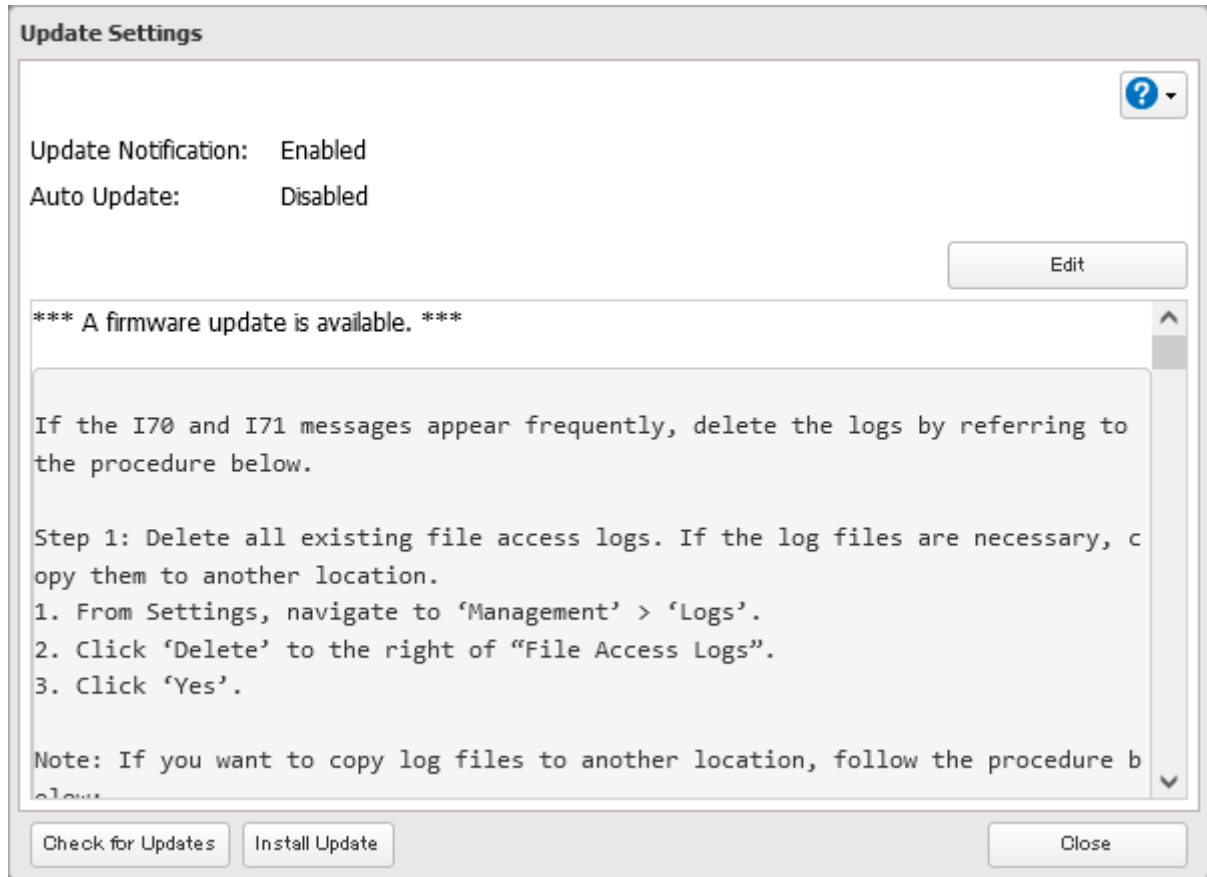 Update Settings
Update Notification: Enabled
Auto Update: Disabled
Edit
*** A firmware update is available. ***
If the I70 and I71 messages appear frequently, delete the logs by referring to
the procedure below.
Step 1: Delete all existing file access logs. If the log files are necessary, c
opy them to another location.
1. From Settings, navigate to ‘Management’ > ‘Logs’.
2. Click ‘Delete’ to the right of “File Access Logs”.
3. Click ‘Yes’.
Note: If you want to copy log files to another location, follow the procedure b
elow:
Check for Updates Install Update Close